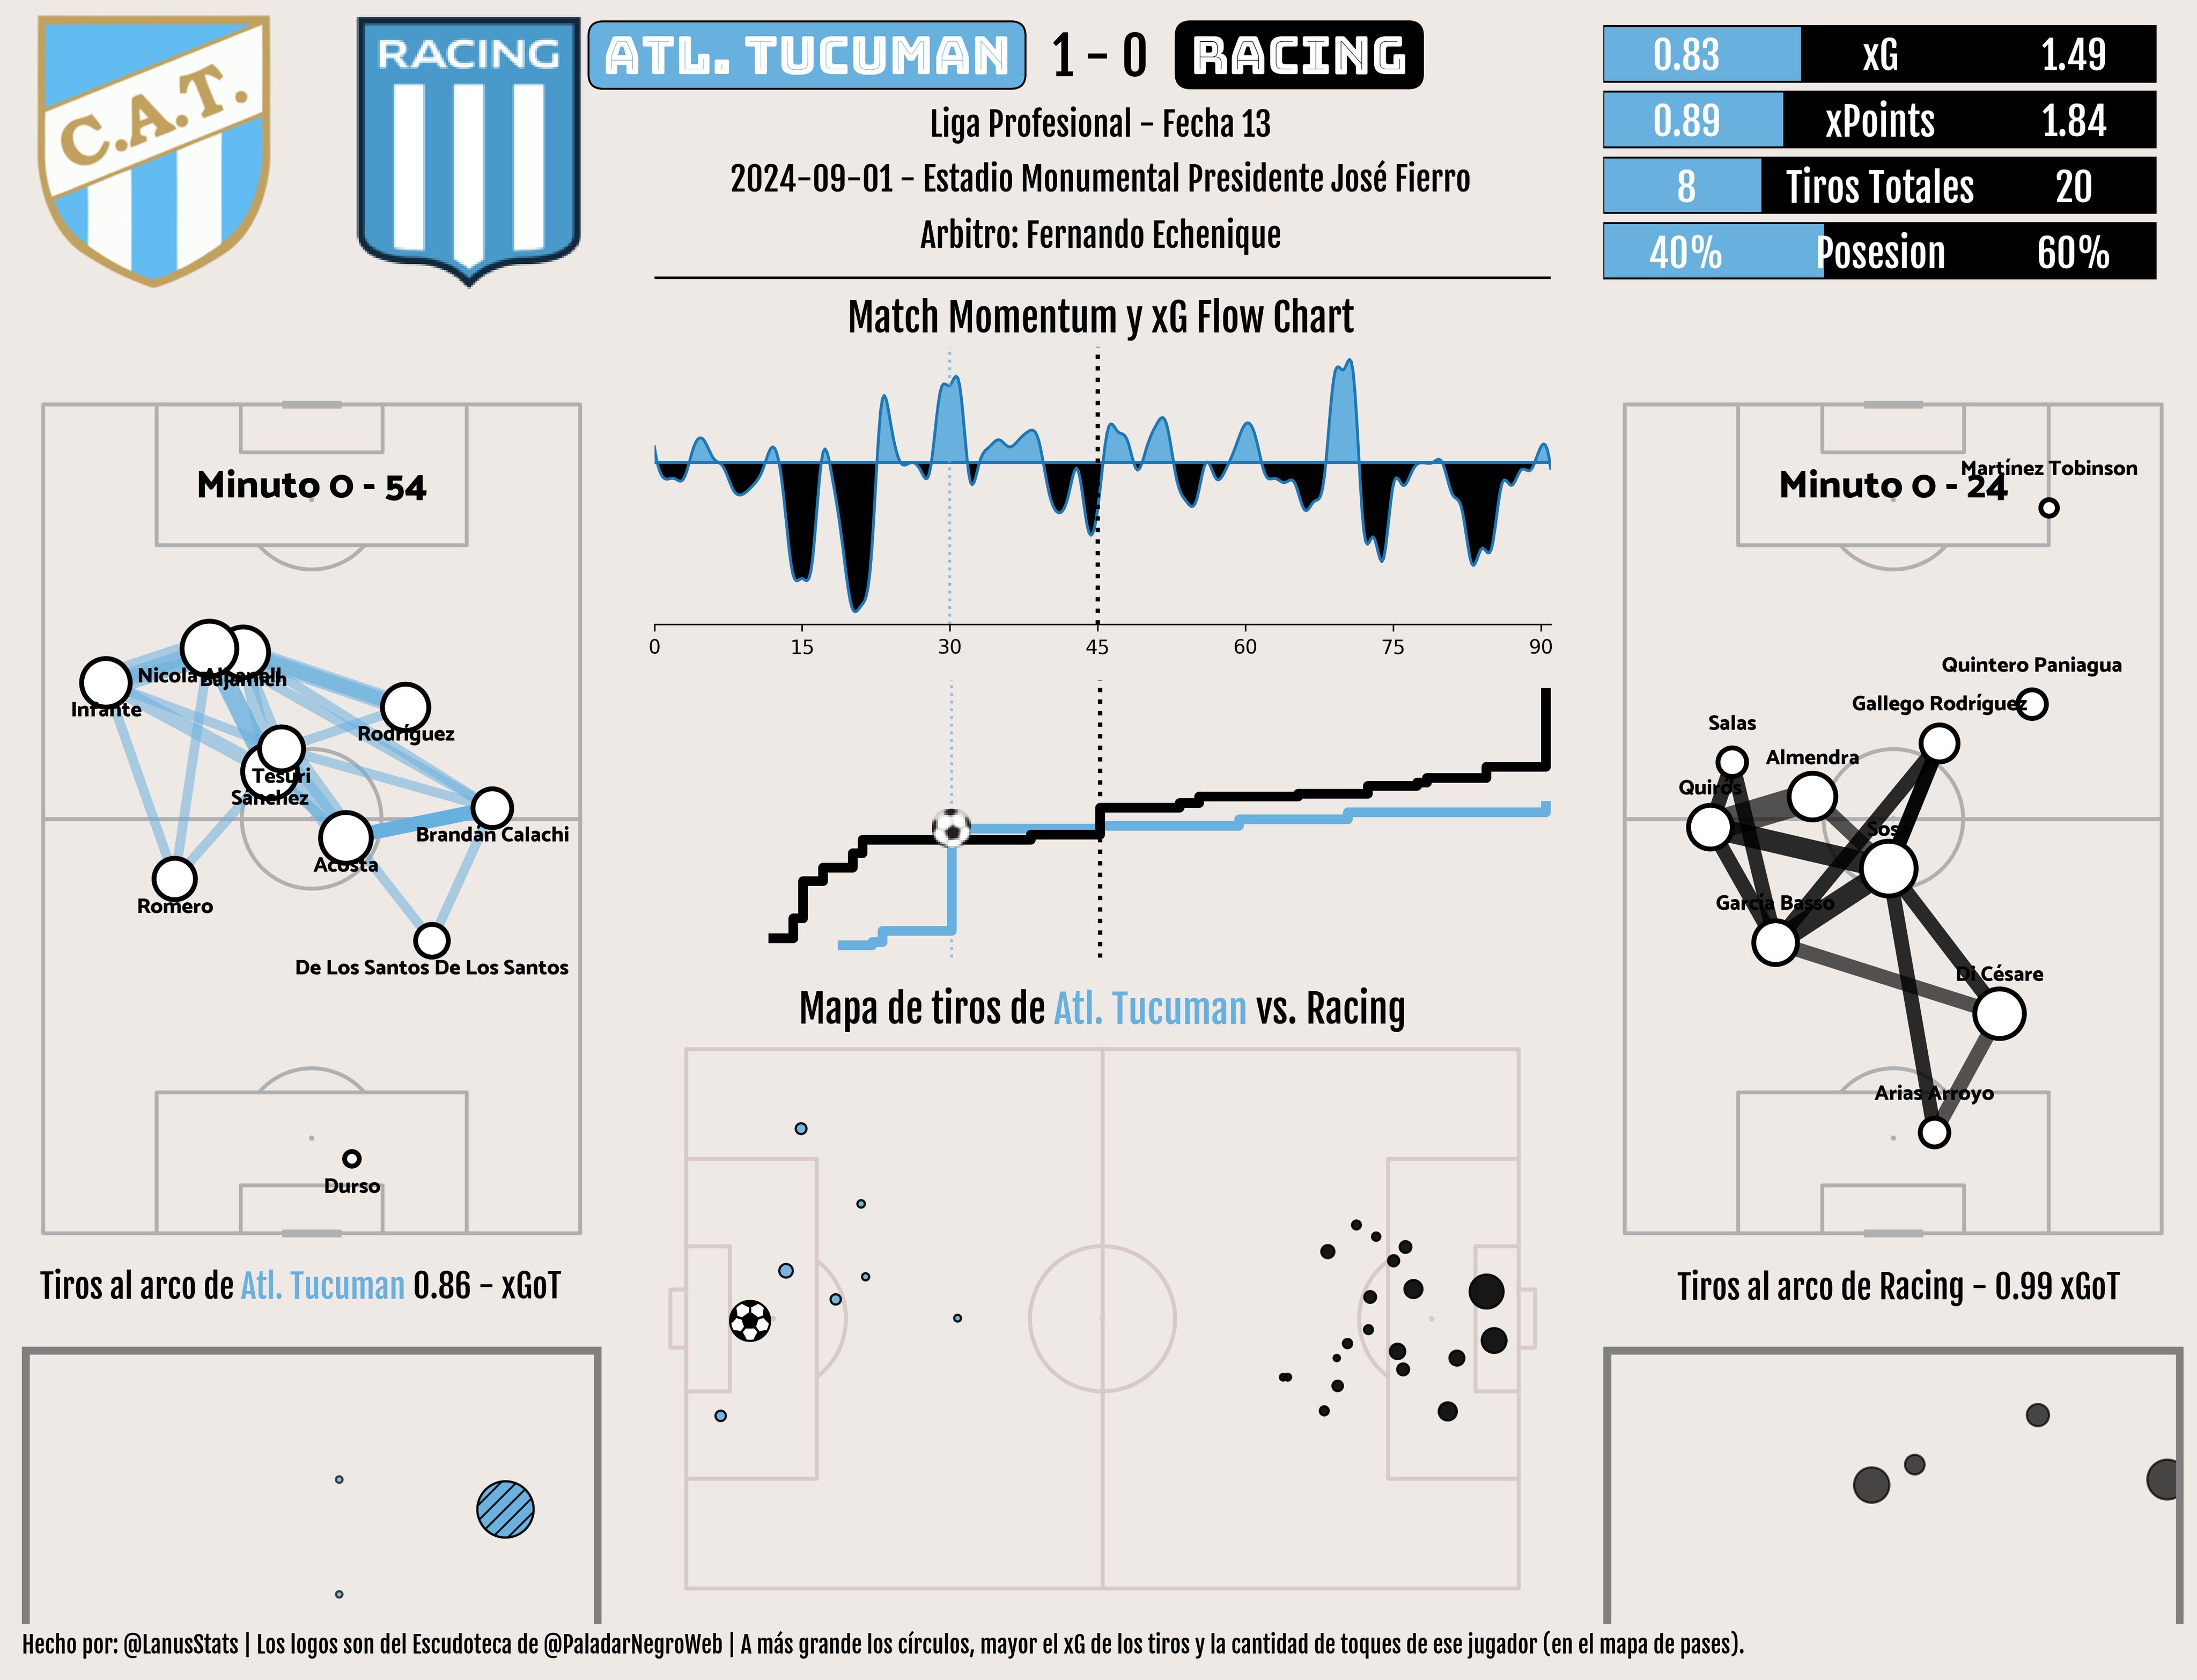 C.A.T.
RACING
ATL. TUCUMAN 1 - 0 RACING
Liga Profesional - Fecha 13
2024-09-01 - Estadio Monumental Presidente José Fierro
Arbitro: Fernando Echenique
0.83 xG 1.49
0.89 xPoints 1.84
8 Tiros Totales 20
40% Posesion 60%
Match Momentum y xG Flow Chart
0 15 30 45 60 75 90
Minuto 0 - 54
Infante
Rodríguez
Tesuri
Sánchez
Brandán Calachi
Acosta
Romero
De Los Santos De Los Santos
Durso
Minuto 0 - 24
Martínez Tobinson
Quintero Paniagua
Gallego Rodríguez
Salas
Almendra
Quirós
Sosa
García Basso
Di Césare
Arias Arroyo
Mapa de tiros de Atl. Tucuman vs. Racing
Tiros al arco de Atl. Tucuman 0.86 - xGoT
Tiros al arco de Racing - 0.99 xGoT
Hecho por: @LanusStats | Los logos son del Escudoteca de @PaladarNegroWeb | A más grande los círculos, mayor el xG de los tiros y la cantidad de toques de ese jugador (en el mapa de pases).